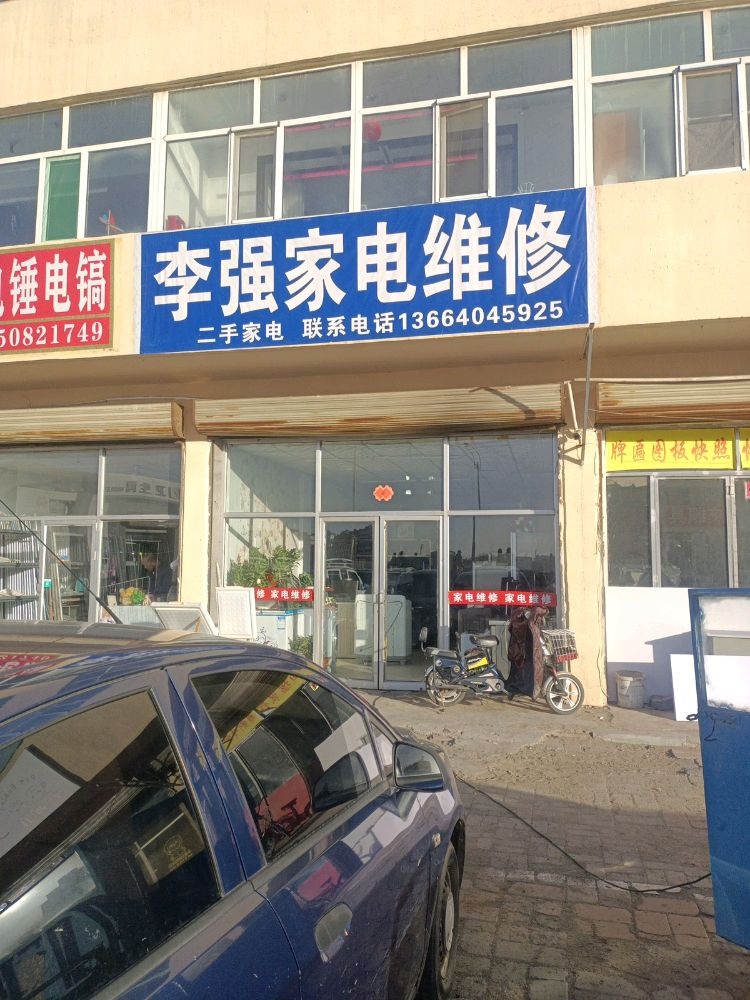 锤电镐
50821749
李强家电维修
二手家电 联系电话13664045925
牌匾图板快照
修 家电维修
家电维修 家电维修